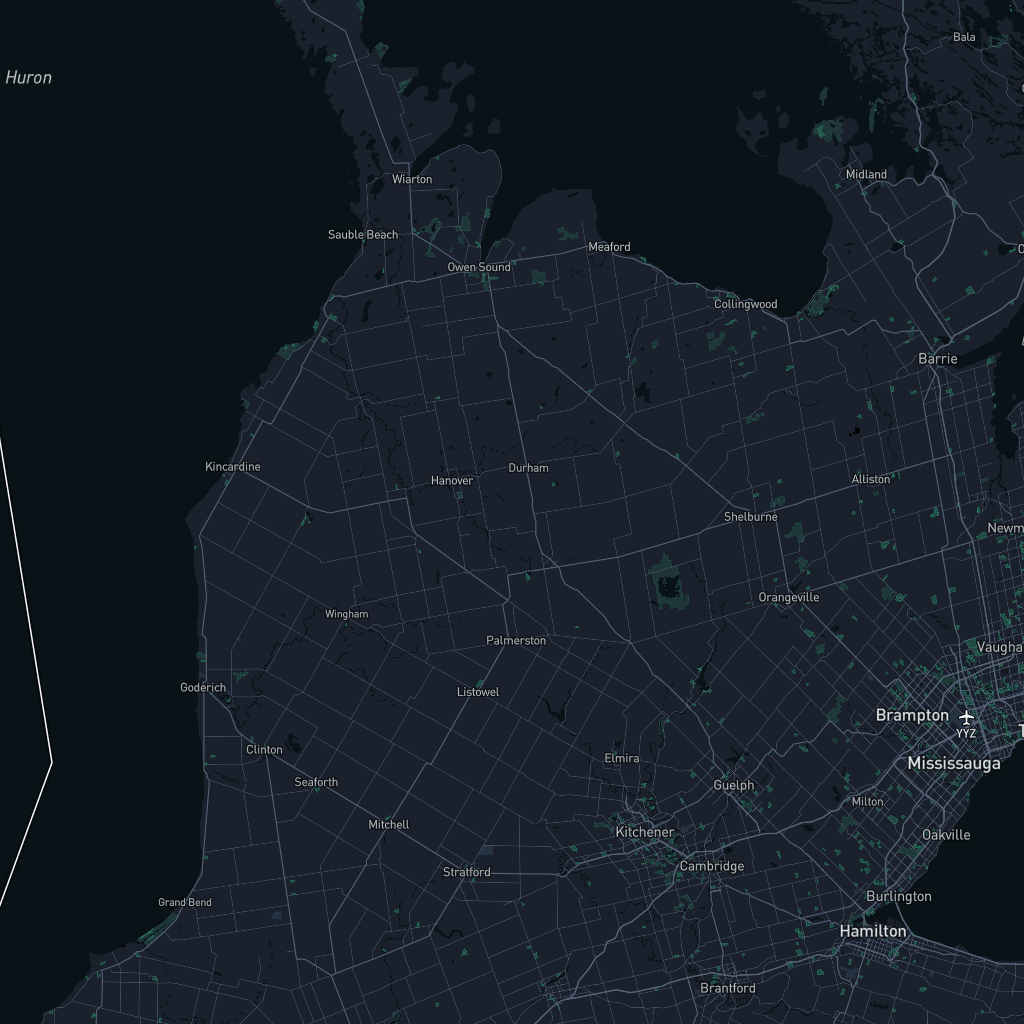 Bala
Huron
Midland
Wiarton
Sauble Beach
Meaford
Owen Sound
Collingwood
Barrie
Kincardine
Durham
Hanover
Alliston
Shelburne
Newm
Orangeville
Wingham
Palmerston
Vaugha
Goderich
Listowel
Brampton
YYZ
Clinton
Elmira
Mississauga
Seaforth
Guelph
Milton
Mitchell
Kitchener
Oakville
Cambridge
Stratford
Burlington
Grand Bend
Hamilton
Brantford